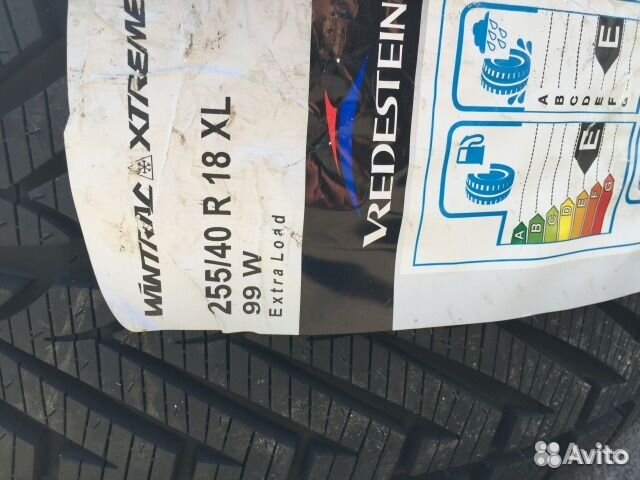 WINTRAC XTREME
255/40 R 18 XL
99 W
Extra Load
VREDESTEIN
E
A B C D E F G
E
A B C D E F G
Avito